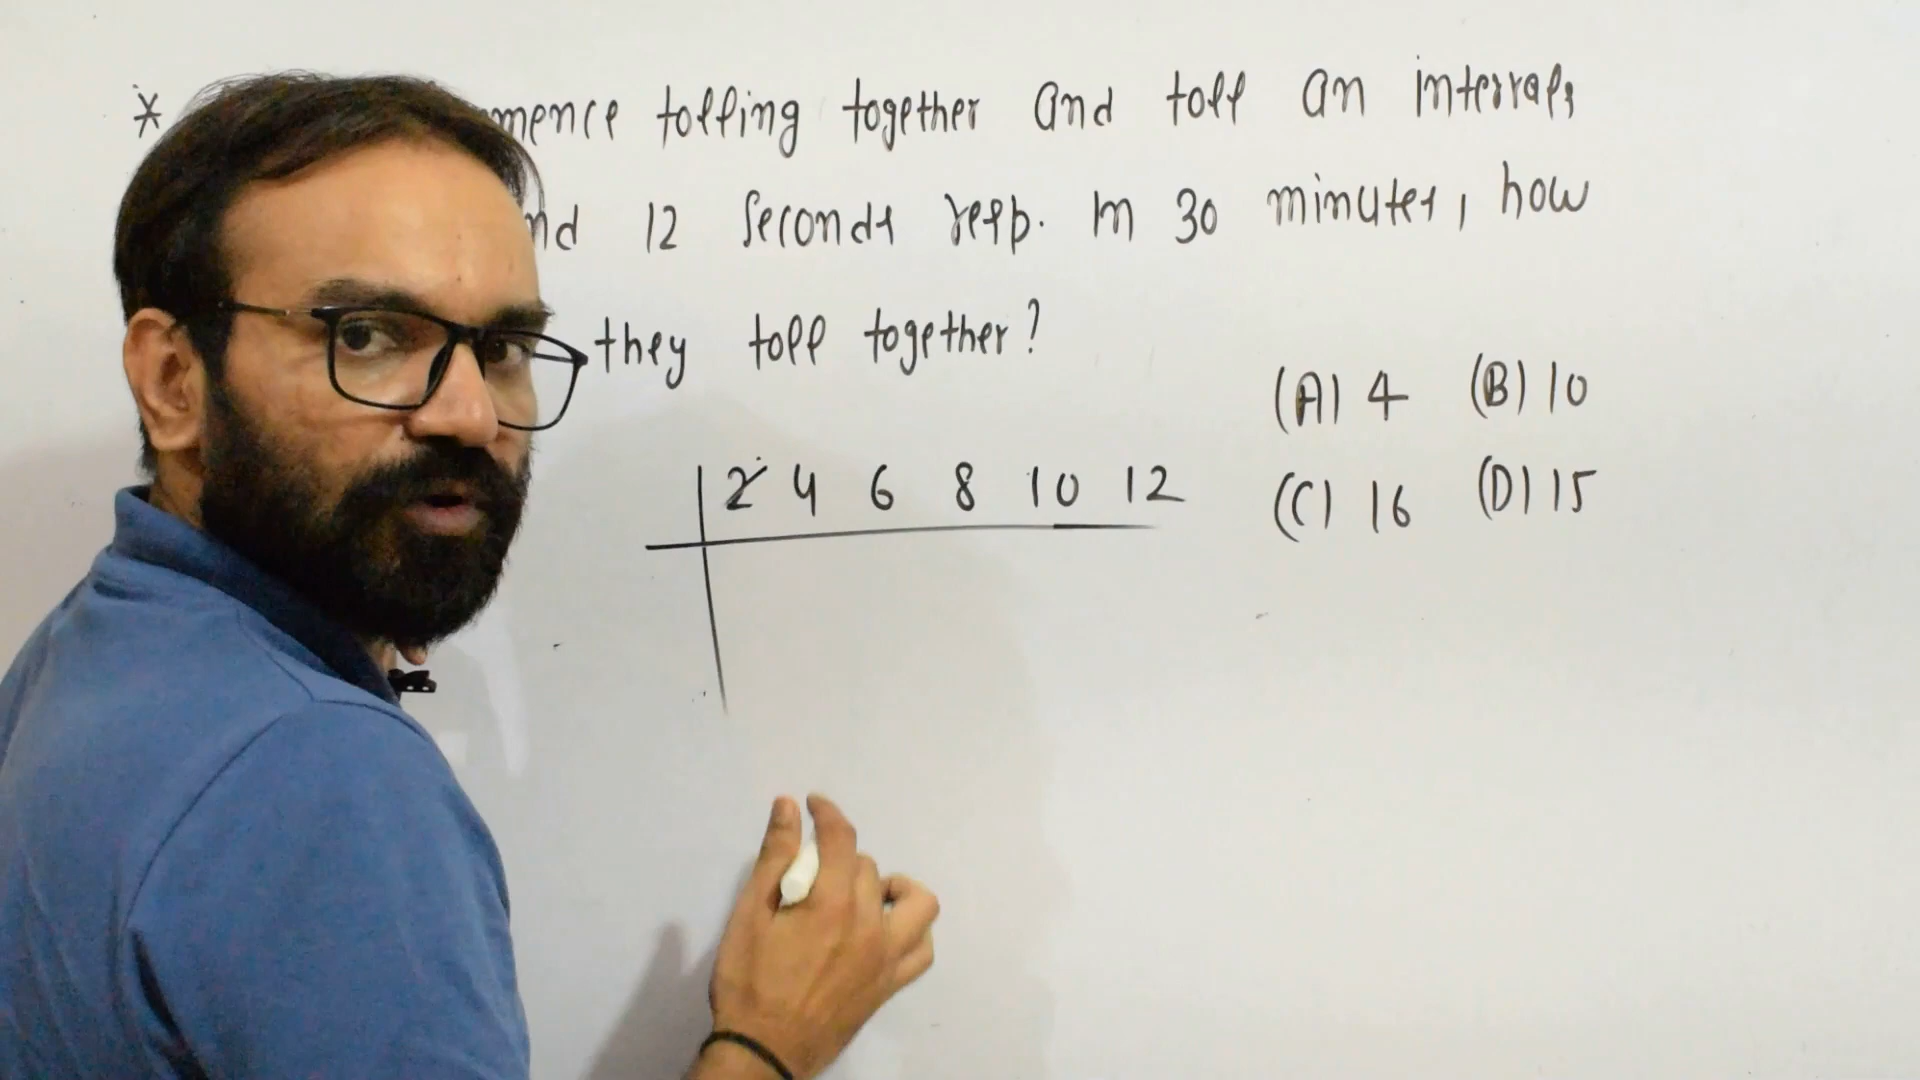 * mence tolling together and toll an intervals
nd 12 seconds resp. In 30 minutes, how
they toll together?
(A) 4 (B) 10
2 4 6 8 10 12
(C) 16 (D) 15